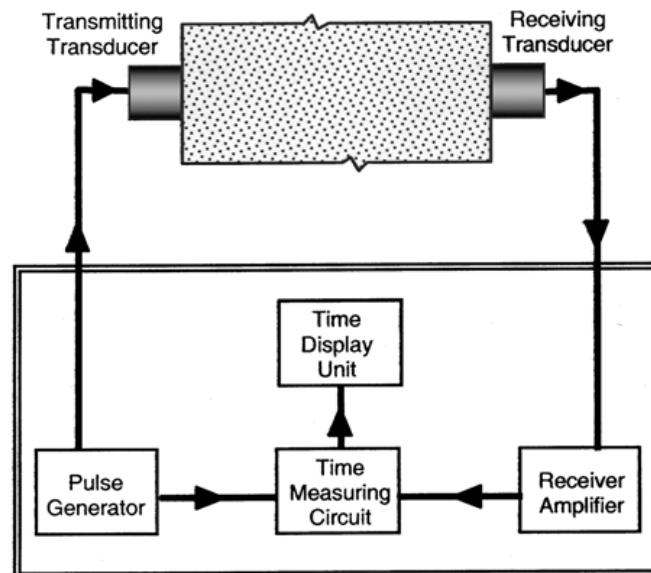 Transmitting
Transducer
Receiving
Transducer
Time
Display
Unit
Pulse
Generator
Time
Measuring
Circuit
Receiver
Amplifier